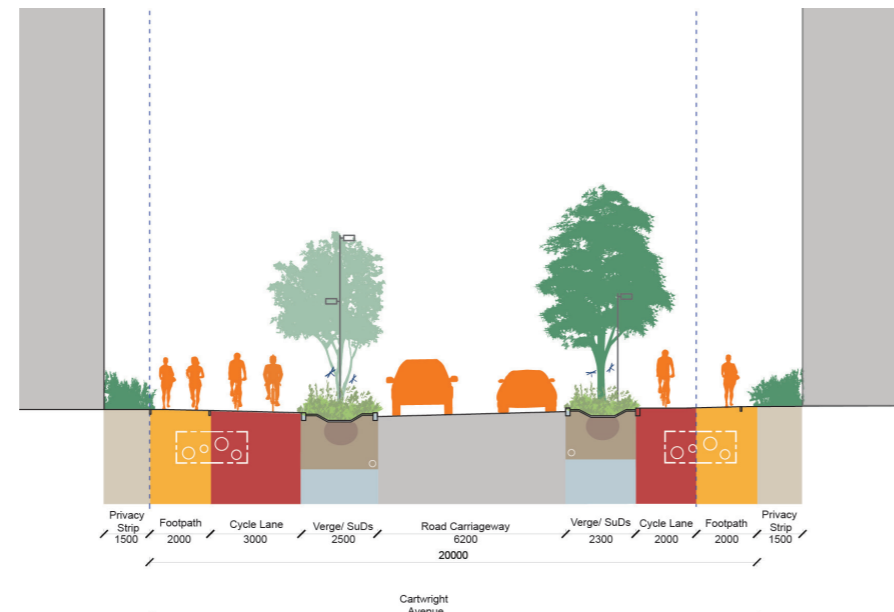 Privacy
Strip
1500
Footpath
2000
Cycle Lane
3000
Verge/ SuDs
2500
Road Carriageway
6200
Verge/ SuDs
2300
Cycle Lane
2000
Footpath
2000
Privacy
Strip
1500
20000
Cartwright
Avenue